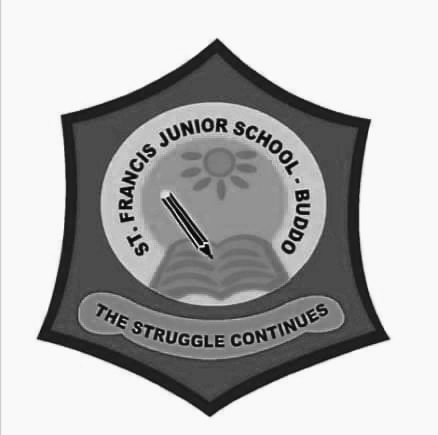 ST. FRANCIS JUNIOR SCHOOL - BUDDO
THE STRUGGLE CONTINUES